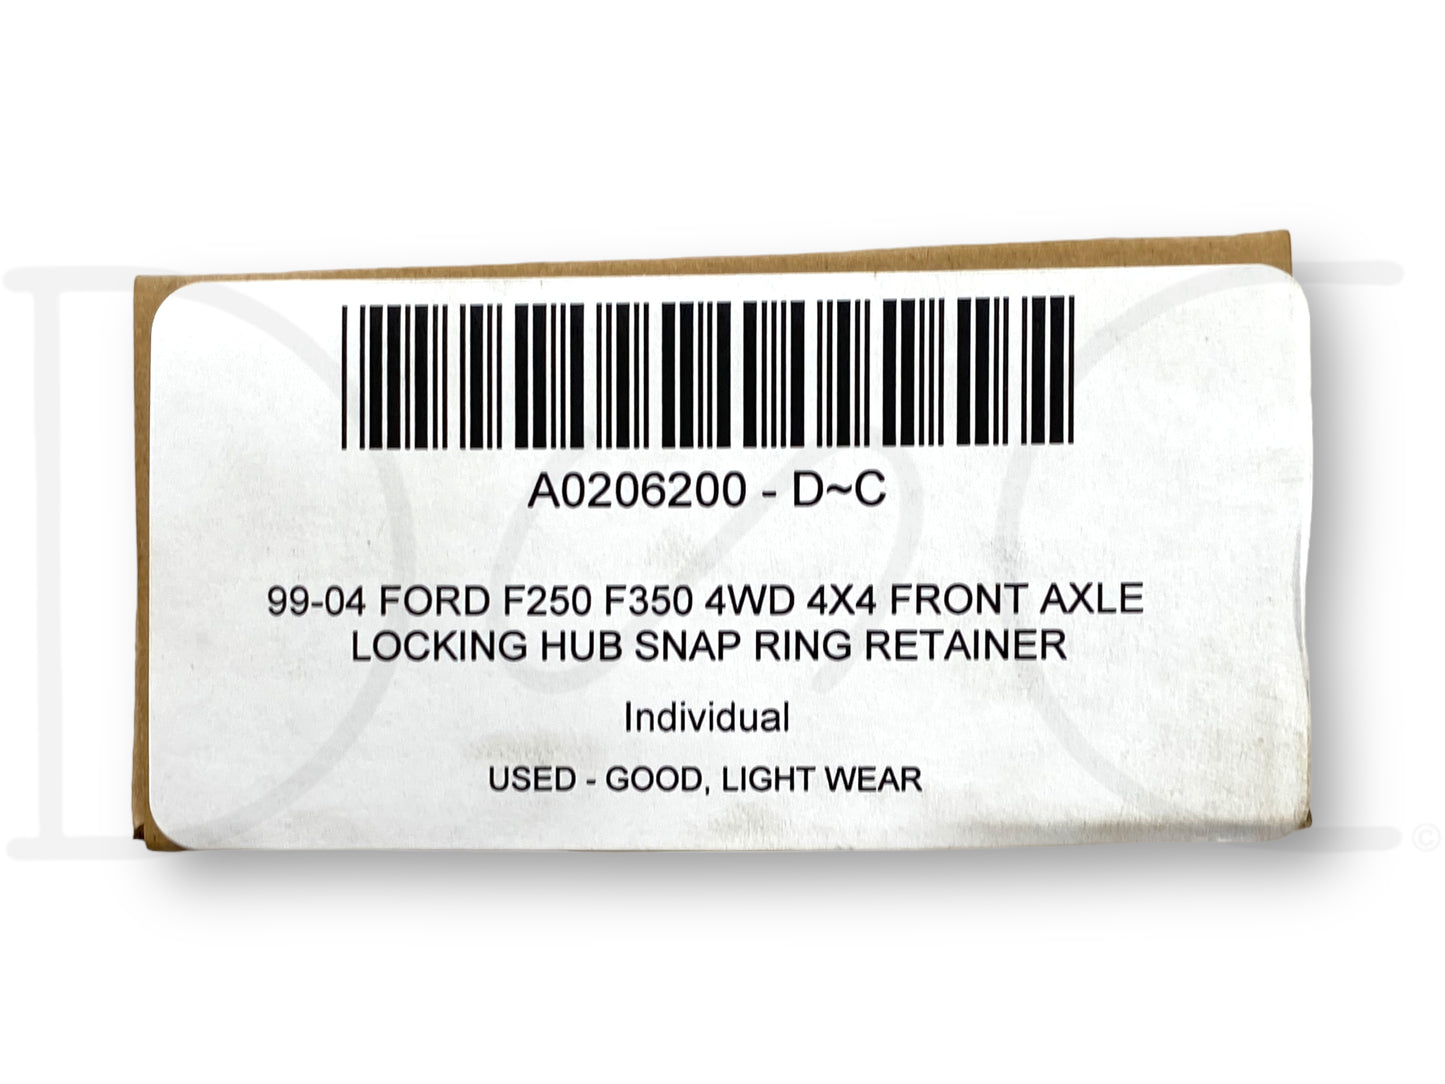 A0206200 - D~C
99-04 FORD F250 F350 4WD 4X4 FRONT AXLE
LOCKING HUB SNAP RING RETAINER
Individual
USED - GOOD, LIGHT WEAR
©